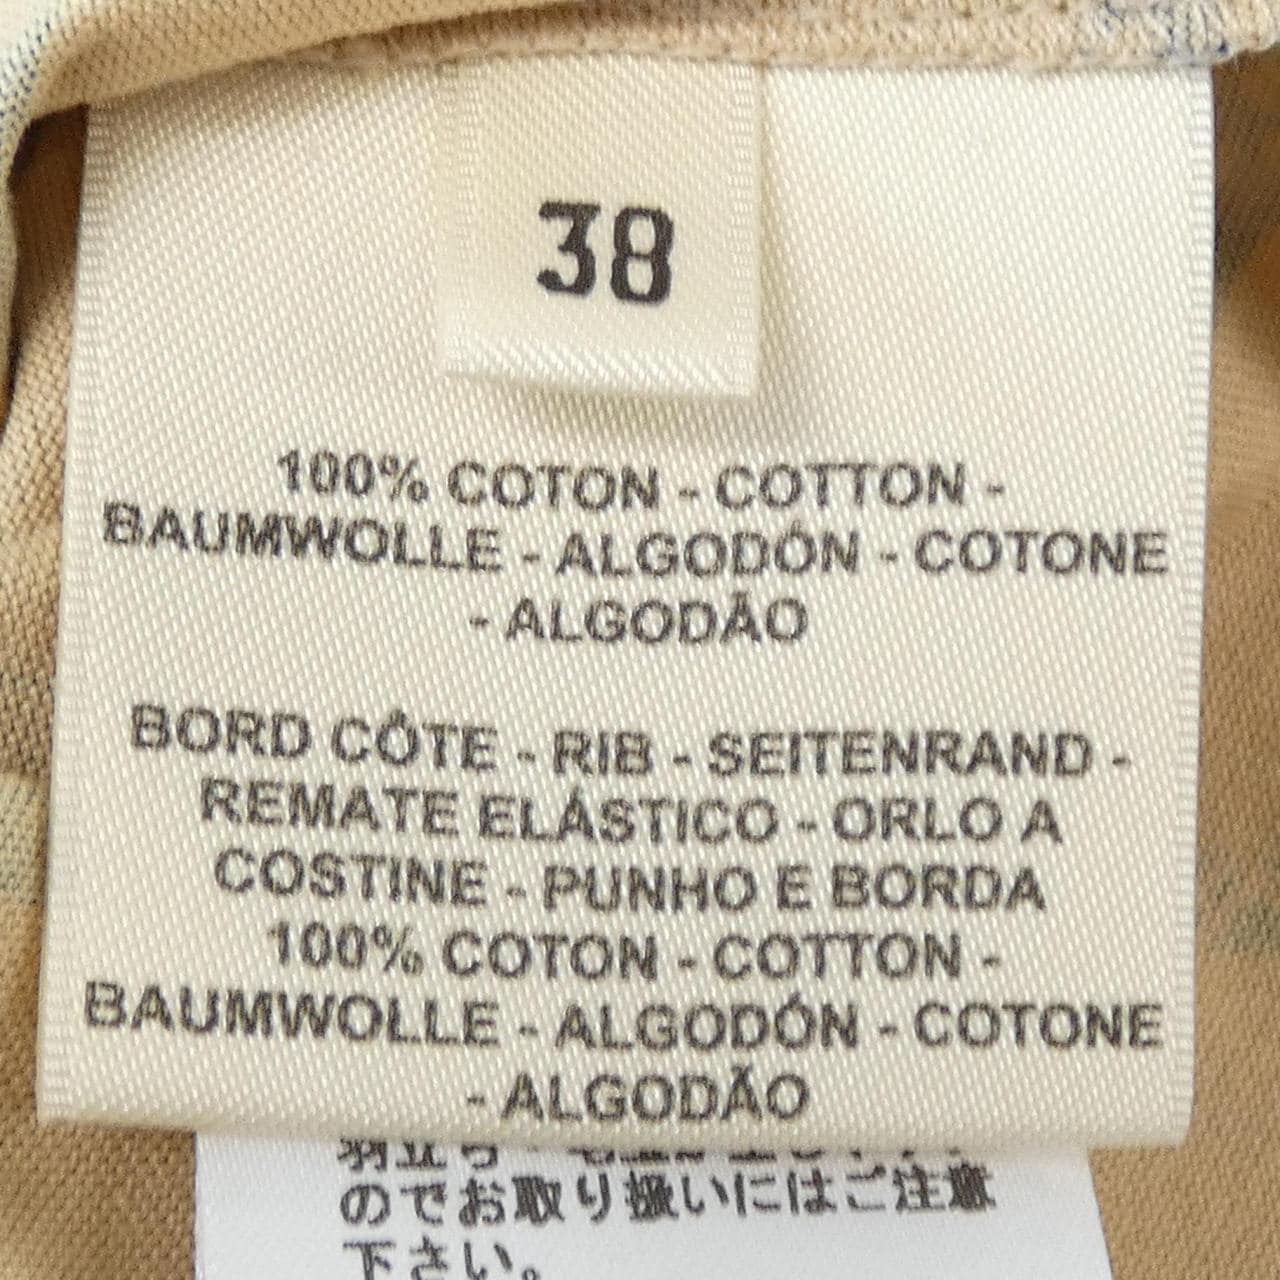 38
100% COTON - COTTON -
BAUMWOLLE - ALGODÓN - COTONE
- ALGODÃO
BORD CÔTE - RIB - SEITENRAND -
REMATE ELÁSTICO - ORLO A
COSTINE - PUNHO E BORDA
100% COTON - COTTON -
BAUMWOLLE - ALGODÓN - COTONE
- ALGODÃO
のでお取り扱いにはご注意
下さい。